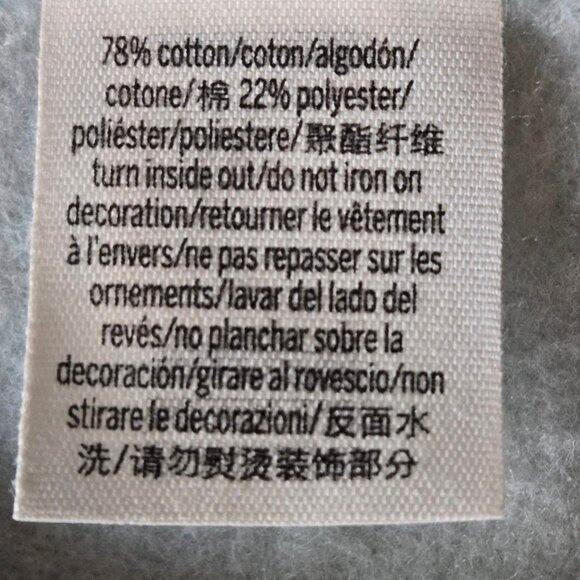 78% cotton/coton/algodón/
cotone/棉 22% polyester/
poliéster/poliestere/聚酯纤维
turn inside out/do not iron on
decoration/retourner le vêtement
à l'envers/ne pas repasser sur les
ornements/lavar del lado del
revés/no planchar sobre la
decoración/girare al rovescio/non
stirare le decorazioni/反面水
洗/请勿熨烫装饰部分